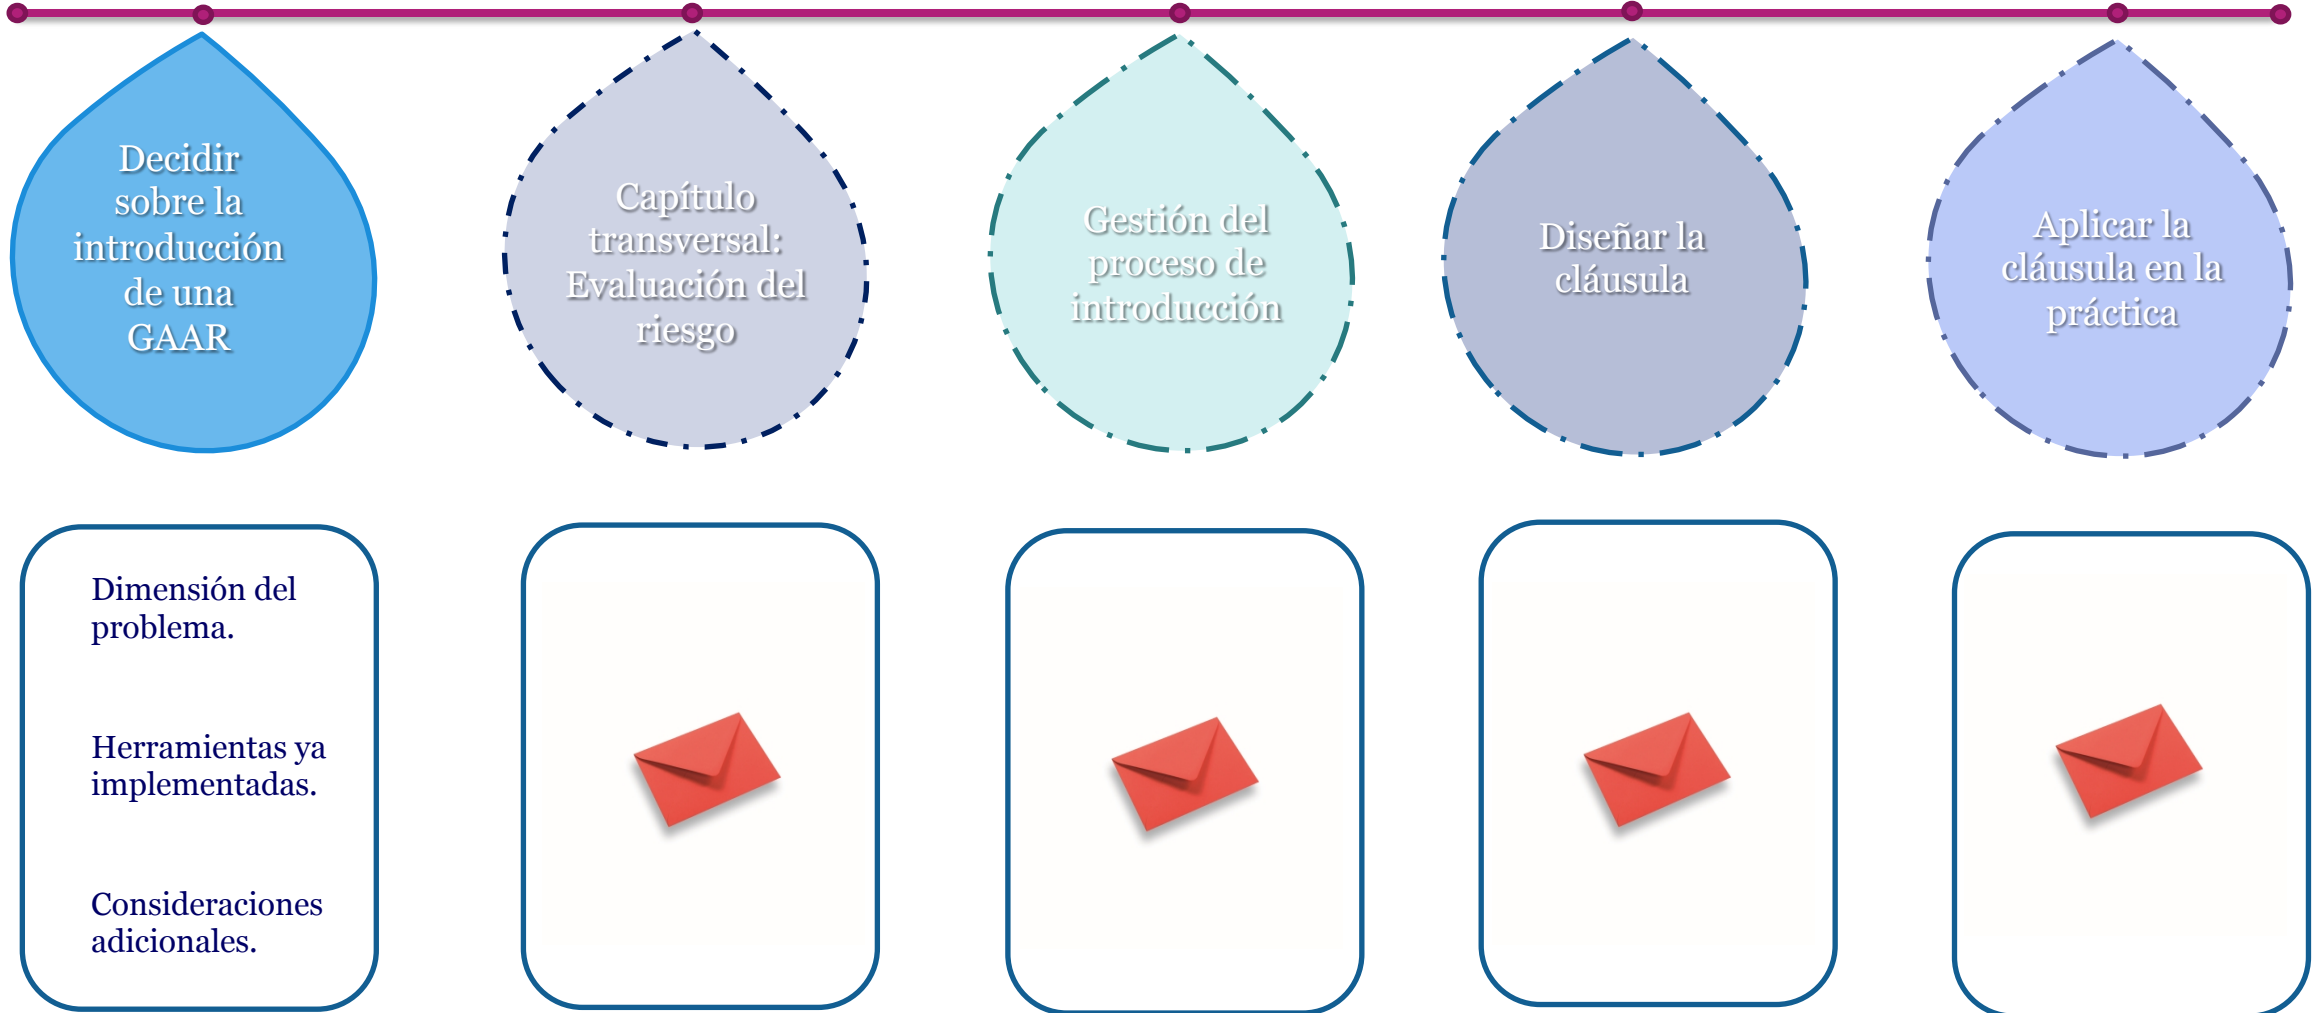 Decidir
sobre la
introducción
de una
GAAR
Capítulo
transversal:
Evaluación del
riesgo
Gestión del
proceso de
introducción
Diseñar la
cláusula
Aplicar la
cláusula en la
práctica
Dimensión del
problema.
Herramientas ya
implementadas.
Consideraciones
adicionales.